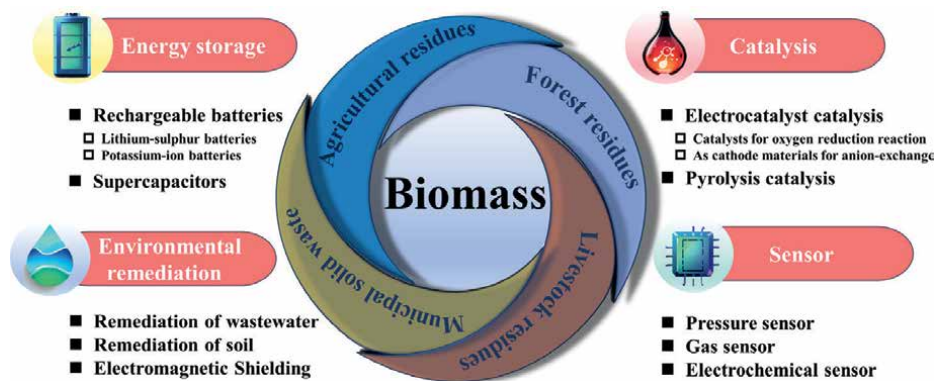 Energy storage
■ Rechargeable batteries
□ Lithium-sulphur batteries
□ Potassium-ion batteries
■ Supercapacitors
Environmental
remediation
■ Remediation of wastewater
■ Remediation of soil
■ Electromagnetic Shielding
Agricultural residues
Forest residues
Biomass
Municipal solid waste
Livestock residues
Catalysis
■ Electrocatalyst catalysis
□ Catalysts for oxygen reduction reaction
□ As cathode materials for anion-exchang
■ Pyrolysis catalysis
Sensor
■ Pressure sensor
■ Gas sensor
■ Electrochemical sensor